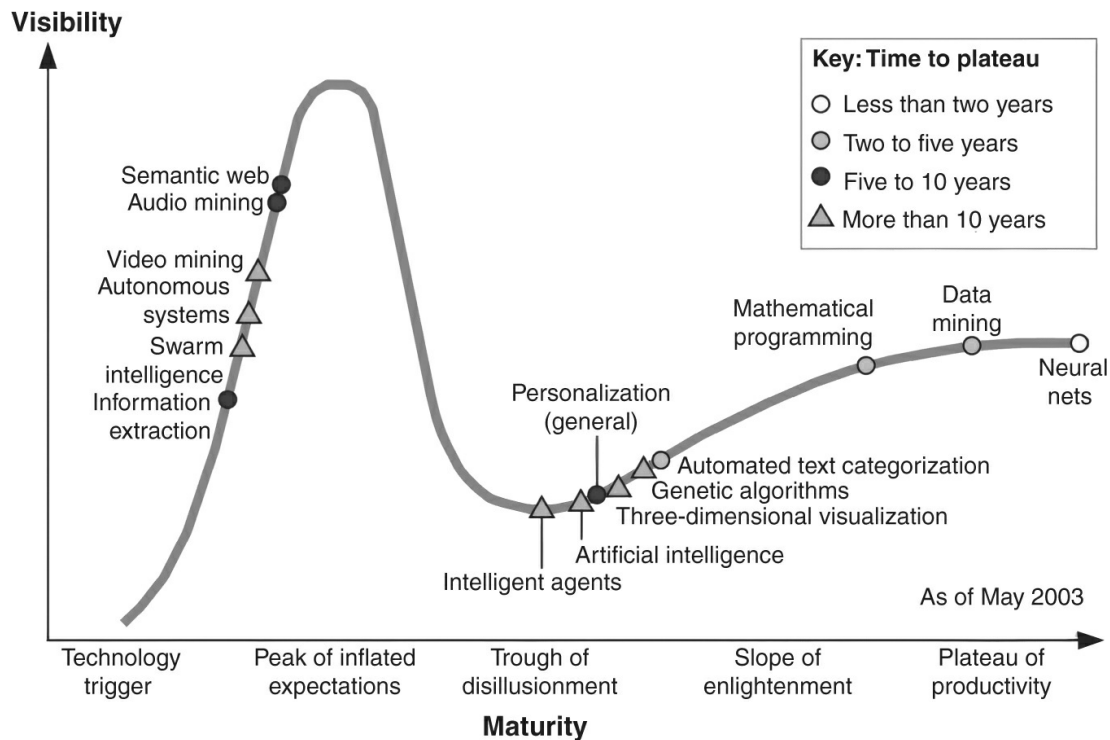 Visibility
Key: Time to plateau
Less than two years
Two to five years
Five to 10 years
More than 10 years
Semantic web
Audio mining
Video mining
Autonomous
systems
Swarm
intelligence
Information
extraction
Personalization
(general)
Mathematical
programming
Data
mining
Neural
nets
Automated text categorization
Genetic algorithms
Three-dimensional visualization
Artificial intelligence
Intelligent agents
As of May 2003
Technology
trigger
Peak of inflated
expectations
Trough of
disillusionment
Slope of
enlightenment
Plateau of
productivity
Maturity